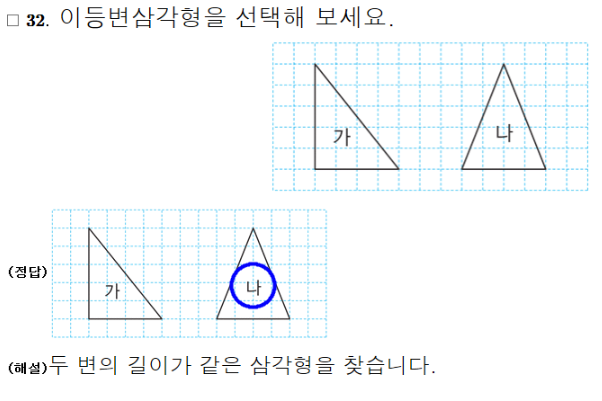 □ 32. 이등변삼각형을 선택해 보세요.
가 나
(정답) 가 나
(해설)두 변의 길이가 같은 삼각형을 찾습니다.